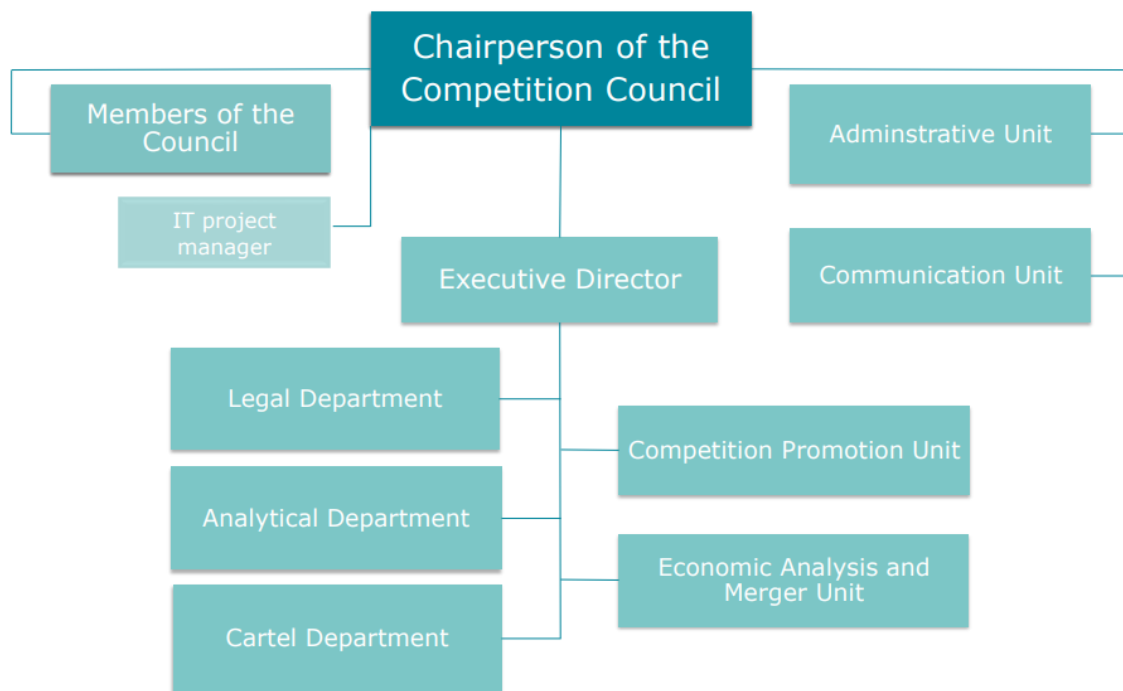 Chairperson of the
Competition Council
Members of the
Council
Adminstrative Unit
IT project
manager
Executive Director
Communication Unit
Legal Department
Competition Promotion Unit
Analytical Department
Economic Analysis and
Merger Unit
Cartel Department